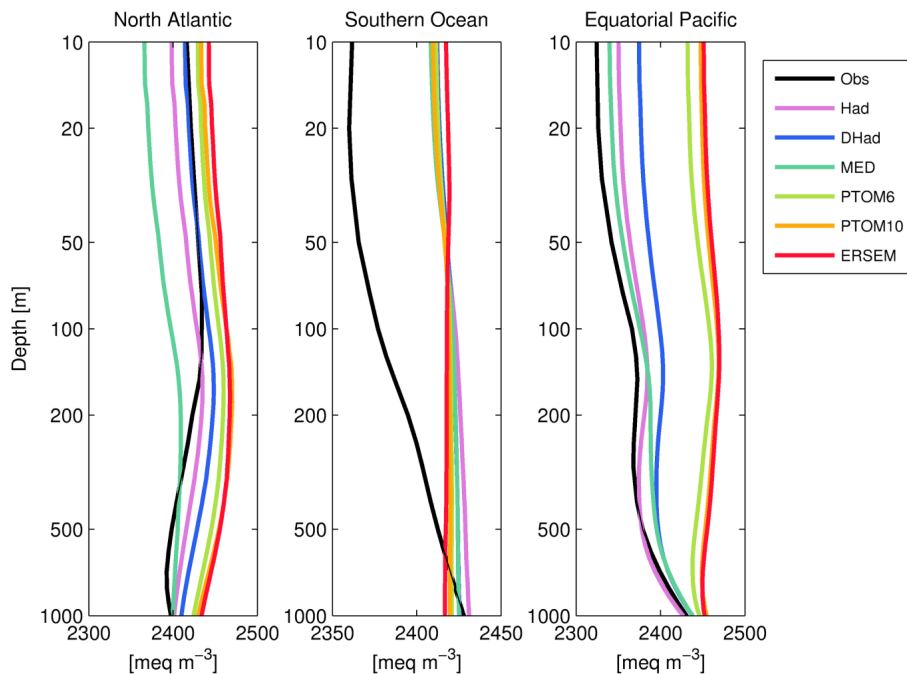 North Atlantic
Southern Ocean
Equatorial Pacific
Depth [m]
10
20
50
100
200
500
1000
2300
2400
2500
[meq m−3]
10
20
50
100
200
500
1000
2350
2400
2450
[meq m−3]
10
20
50
100
200
500
1000
2300
2400
2500
[meq m−3]
Obs
Had
DHad
MED
PTOM6
PTOM10
ERSEM